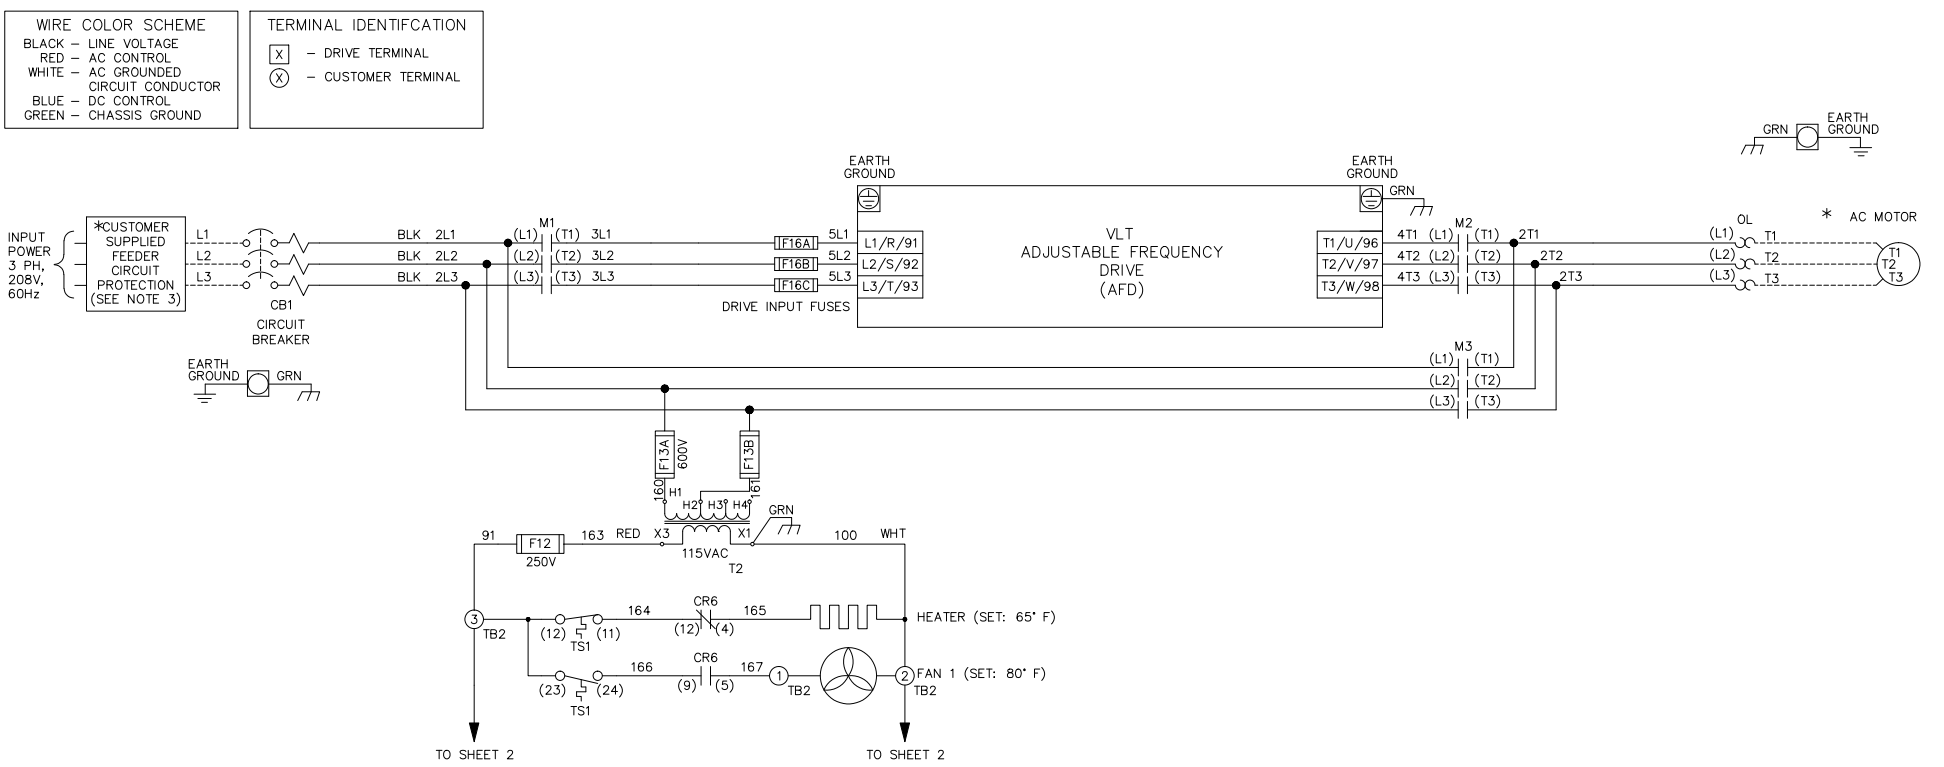 WIRE COLOR SCHEME
BLACK – LINE VOLTAGE
RED – AC CONTROL
WHITE – AC GROUNDED
CIRCUIT CONDUCTOR
BLUE – DC CONTROL
GREEN – CHASSIS GROUND
TERMINAL IDENTIFCATION
X – DRIVE TERMINAL
X – CUSTOMER TERMINAL
GRN
EARTH
GROUND
INPUT
POWER
3 PH,
208V,
60Hz
*CUSTOMER
SUPPLIED
FEEDER
CIRCUIT
PROTECTION
(SEE NOTE 3)
L1
L2
L3
CB1
CIRCUIT
BREAKER
EARTH
GROUND
GRN
BLK 2L1
BLK 2L2
BLK 2L3
M1
(L1) (T1) 3L1
(L2) (T2) 3L2
(L3) (T3) 3L3
F16A 5L1
F16B 5L2
F16C 5L3
DRIVE INPUT FUSES
EARTH
GROUND
L1/R/91
L2/S/92
L3/T/93
VLT
ADJUSTABLE FREQUENCY
DRIVE
(AFD)
EARTH
GROUND
GRN
T1/U/96
T2/V/97
T3/W/98
M2
4T1 (L1) (T1) 2T1
4T2 (L2) (T2) 2T2
4T3 (L3) (T3) 2T3
OL
(L1) T1
(L2) T2
(L3) T3
* AC MOTOR
T1
T2
T3
M3
(L1) (T1)
(L2) (T2)
(L3) (T3)
F13A
600V
F13B
160
161
H1
H2
H3
H4
GRN
91
F12
250V
163
RED
X3
X1
115VAC
T2
100
WHT
3
TB2
(12) (11)
TS1
164
CR6
(12) (4)
165
HEATER (SET: 65° F)
(23) (24)
TS1
166
CR6
(9) (5)
167
1
TB2
2
TB2
FAN 1 (SET: 80° F)
TO SHEET 2
TO SHEET 2